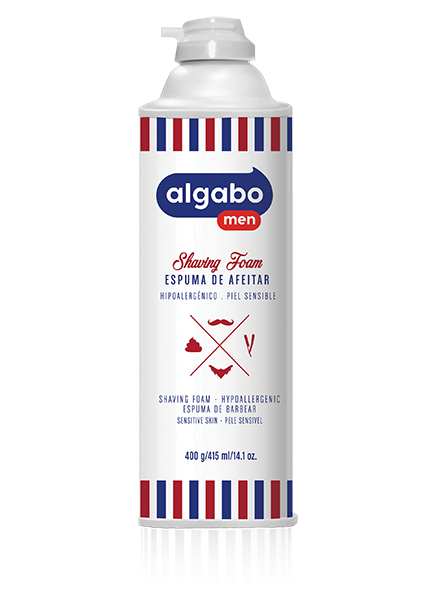 algabo
men
Shaving Foam
ESPUMA DE AFEITAR
HIPOALERGÉNICO . PIEL SENSIBLE
SHAVING FOAM - HYPOALLERGENIC
ESPUMA DE BARBEAR
SENSITIVE SKIN - PELE SENSIVEL
400 g/415 ml/14.1 oz.